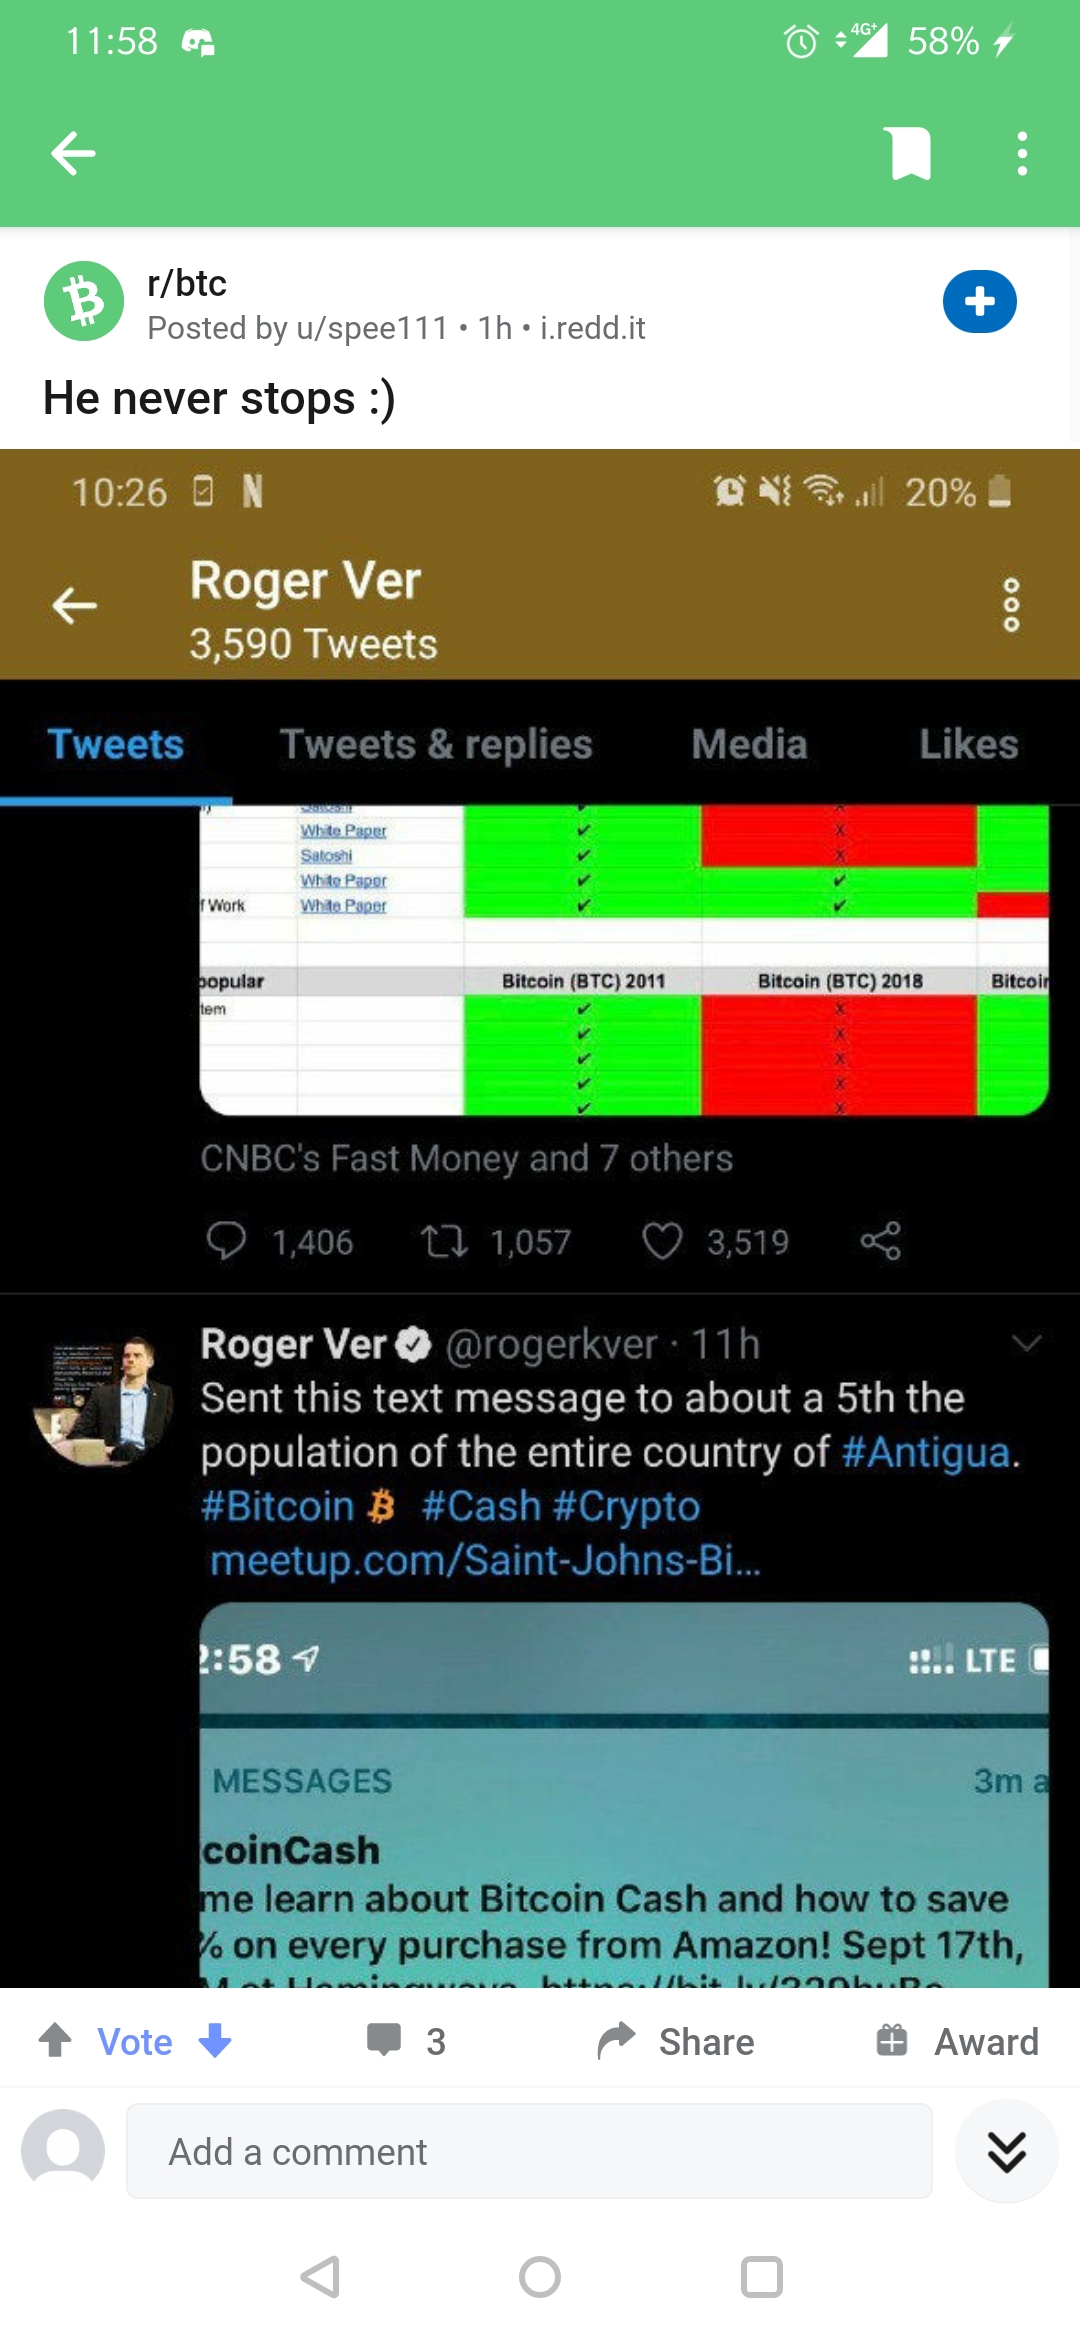 11:58 4G+ 58%
r/btc
Posted by u/spee111 • 1h • i.redd.it
He never stops :)
10:26 N 20%
Roger Ver
3,590 Tweets
Tweets Tweets & replies Media Likes
Satoshi ✓ X
White Paper ✓ X
Satoshi ✓ X
White Paper ✓ ✓
f Work White Paper ✓ ✓
popular Bitcoin (BTC) 2011 Bitcoin (BTC) 2018 Bitcoin
tem ✓ X
✓ X
✓ X
✓ X
✓ X
CNBC's Fast Money and 7 others
1,406 1,057 3,519
Roger Ver @rogerkver · 11h
Sent this text message to about a 5th the
population of the entire country of #Antigua.
#Bitcoin #Cash #Crypto
meetup.com/Saint-Johns-Bi...
2:58 LTE
MESSAGES 3m a
coinCash
me learn about Bitcoin Cash and how to save
% on every purchase from Amazon! Sept 17th,
Vote 3 Share Award
Add a comment